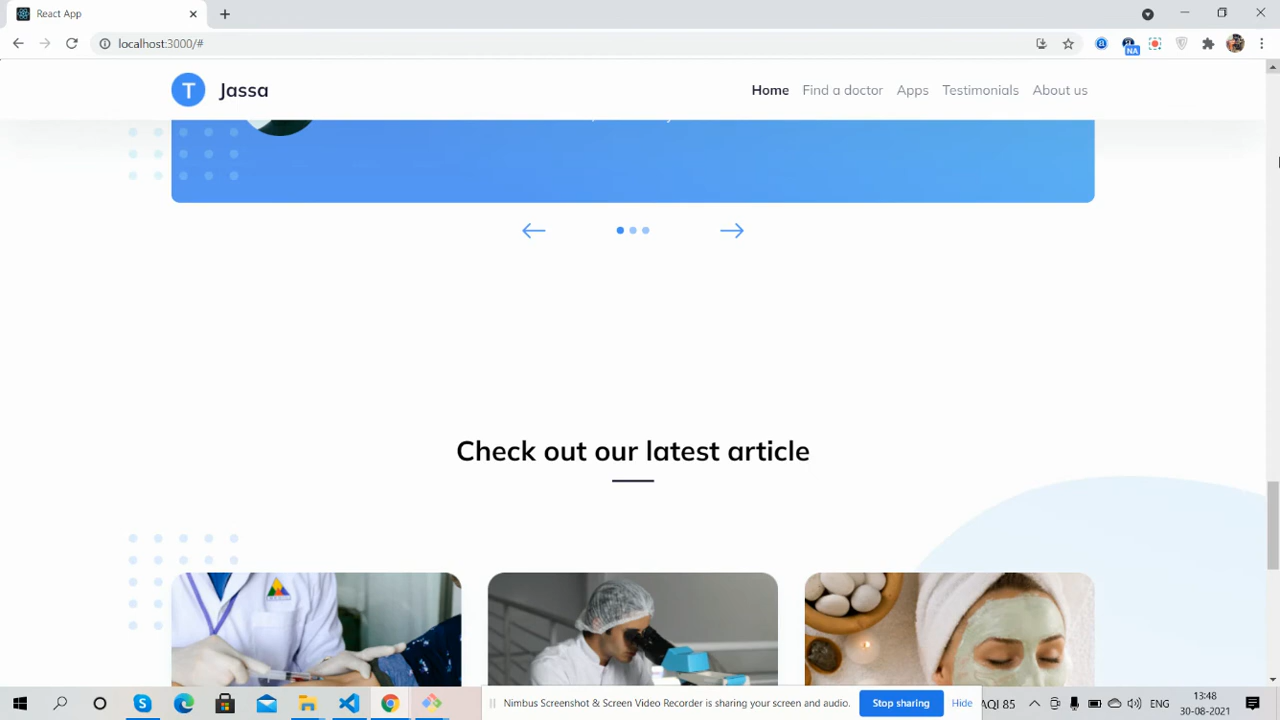 React App
localhost:3000/#
NA
T Jassa
Home Find a doctor Apps Testimonials About us
Check out our latest article
Nimbus Screenshot & Screen Video Recorder is sharing your screen and audio.
Stop sharing
Hide
AQI 85
ENG
13:48
30-08-2021